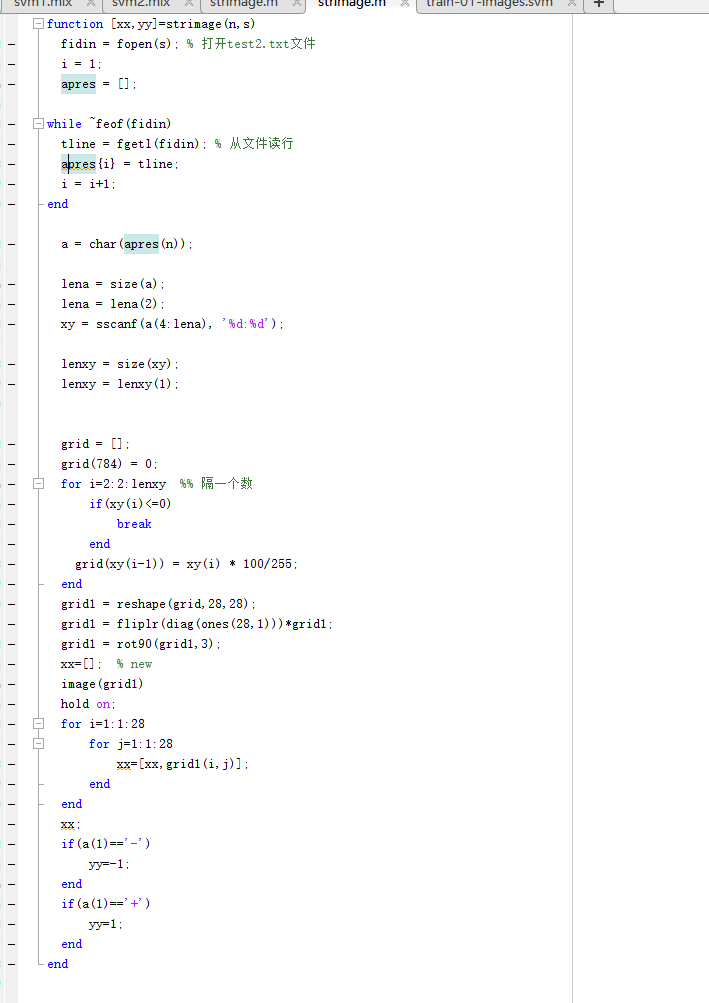 svm1.mlx svm2.mlx strimage.m strimage.m train-01-images.svm
function [xx,yy]=strimage(n,s)
fidin = fopen(s); % 打开test2.txt文件
i = 1;
apres = [];
while ~feof(fidin)
tline = fgetl(fidin); % 从文件读行
apres{i} = tline;
i = i+1;
end
a = char(apres(n));
lena = size(a);
lena = lena(2);
xy = sscanf(a(4:lena), '%d:%d');
lenxy = size(xy);
lenxy = lenxy(1);
grid = [];
grid(784) = 0;
for i=2:2:lenxy %% 隔一个数
if(xy(i)<=0)
break
end
grid(xy(i-1)) = xy(i) * 100/255;
end
grid1 = reshape(grid,28,28);
grid1 = fliplr(diag(ones(28,1)))*grid1;
grid1 = rot90(grid1,3);
xx=[]; % new
image(grid1)
hold on;
for i=1:1:28
for j=1:1:28
xx=[xx,grid1(i,j)];
end
end
xx;
if(a(1)=='-')
yy=-1;
end
if(a(1)=='+')
yy=1;
end
end